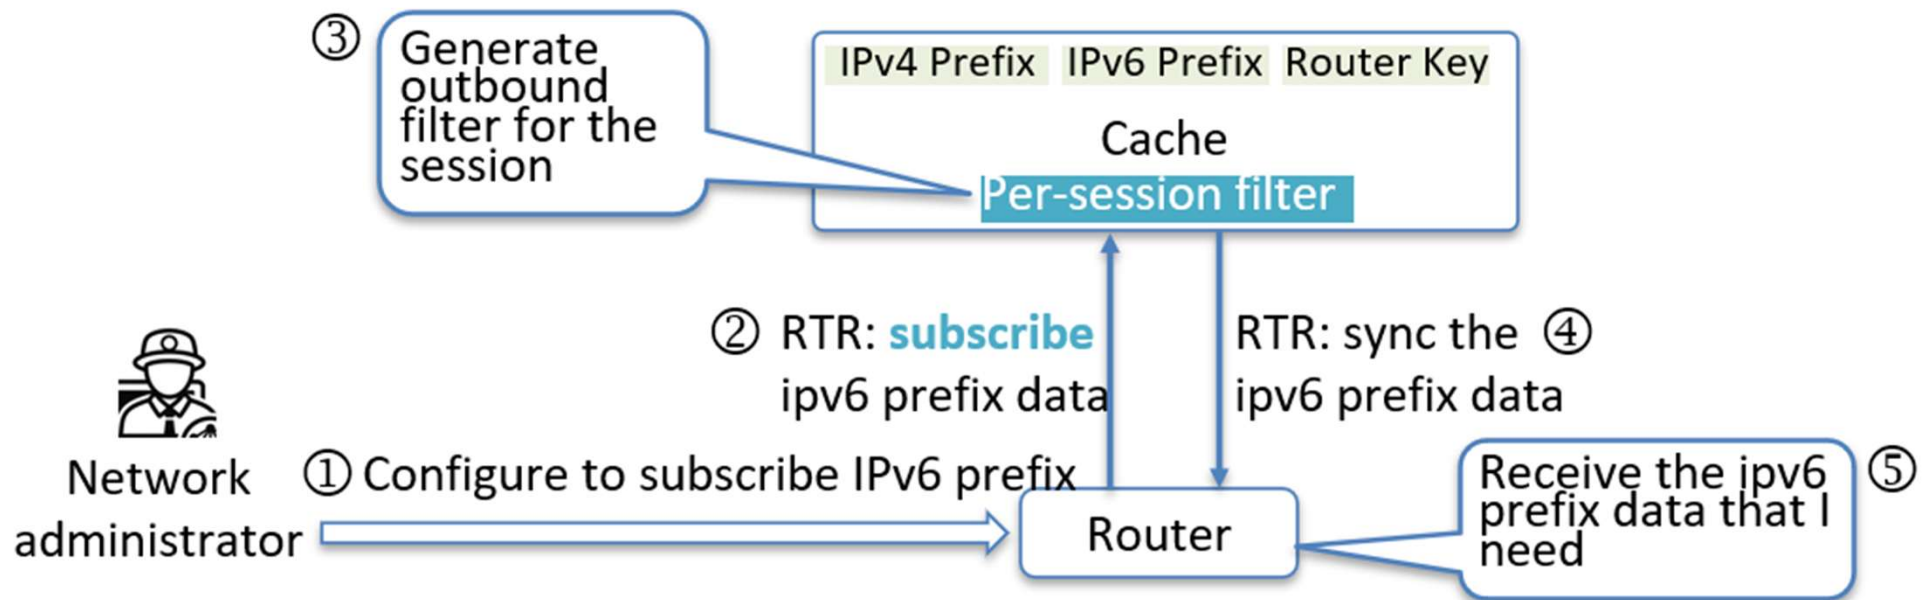 ③
Generate
outbound
filter for the
session
IPv4 Prefix IPv6 Prefix Router Key
Cache
Per-session filter
② RTR: subscribe
ipv6 prefix data
RTR: sync the ④
ipv6 prefix data
Network
administrator
① Configure to subscribe IPv6 prefix
Router
Receive the ipv6
prefix data that I
need
⑤